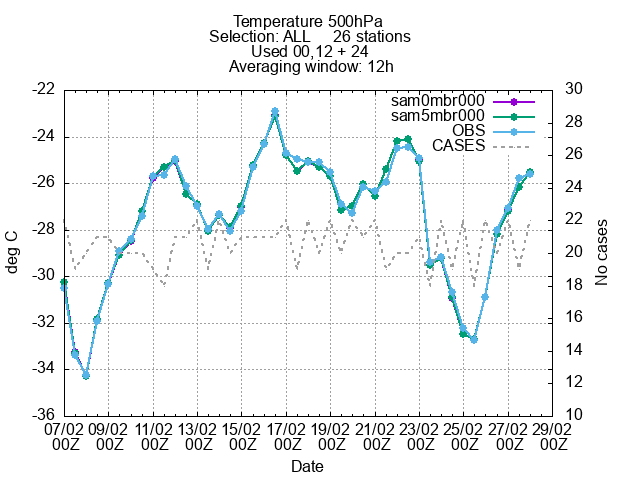 Temperature 500hPa
Selection: ALL 26 stations
Used 00,12 + 24
Averaging window: 12h
sam0mbr000
sam5mbr000
OBS
CASES
-22
-24
-26
-28
-30
-32
-34
-36
deg C
30
28
26
24
22
20
18
16
14
12
10
No cases
07/02 09/02 11/02 13/02 15/02 17/02 19/02 21/02 23/02 25/02 27/02 29/02
00Z 00Z 00Z 00Z 00Z 00Z 00Z 00Z 00Z 00Z 00Z 00Z
Date